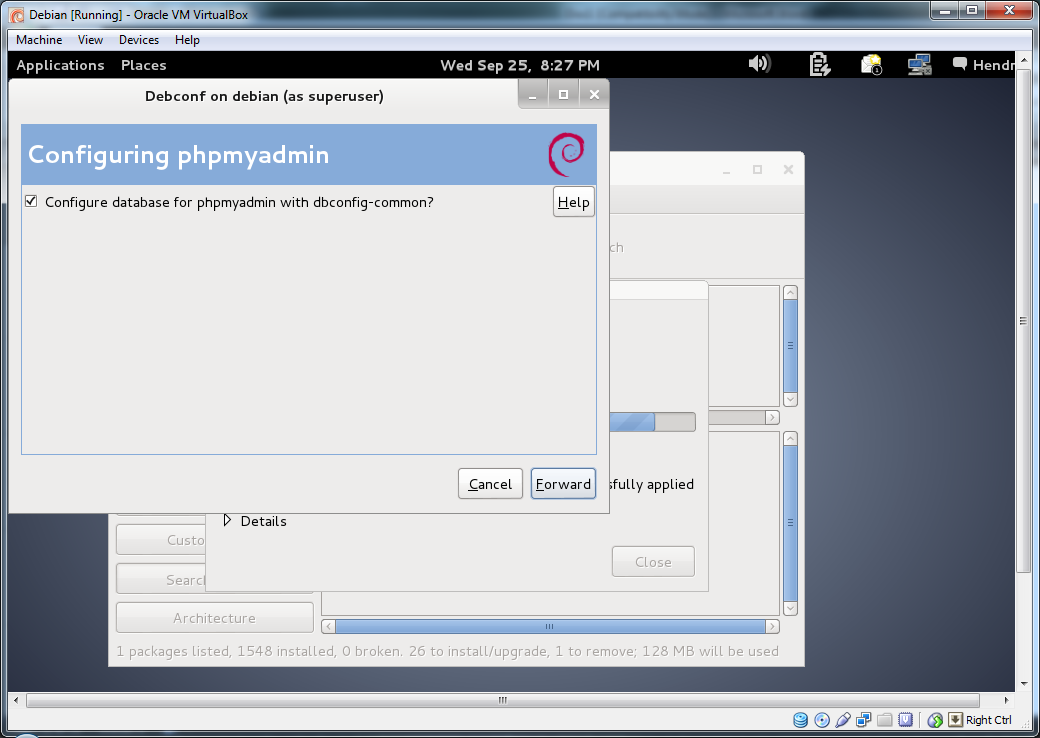 Debian [Running] - Oracle VM VirtualBox
Machine View Devices Help
Applications Places Wed Sep 25, 8:27 PM Hendr
Debconf on debian (as superuser)
Configuring phpmyadmin
Configure database for phpmyadmin with dbconfig-common? Help
ch
Cancel Forward sfully applied
Details
Custo
Close
Search
Architecture
1 packages listed, 1548 installed, 0 broken. 26 to install/upgrade, 1 to remove; 128 MB will be used
Right Ctrl